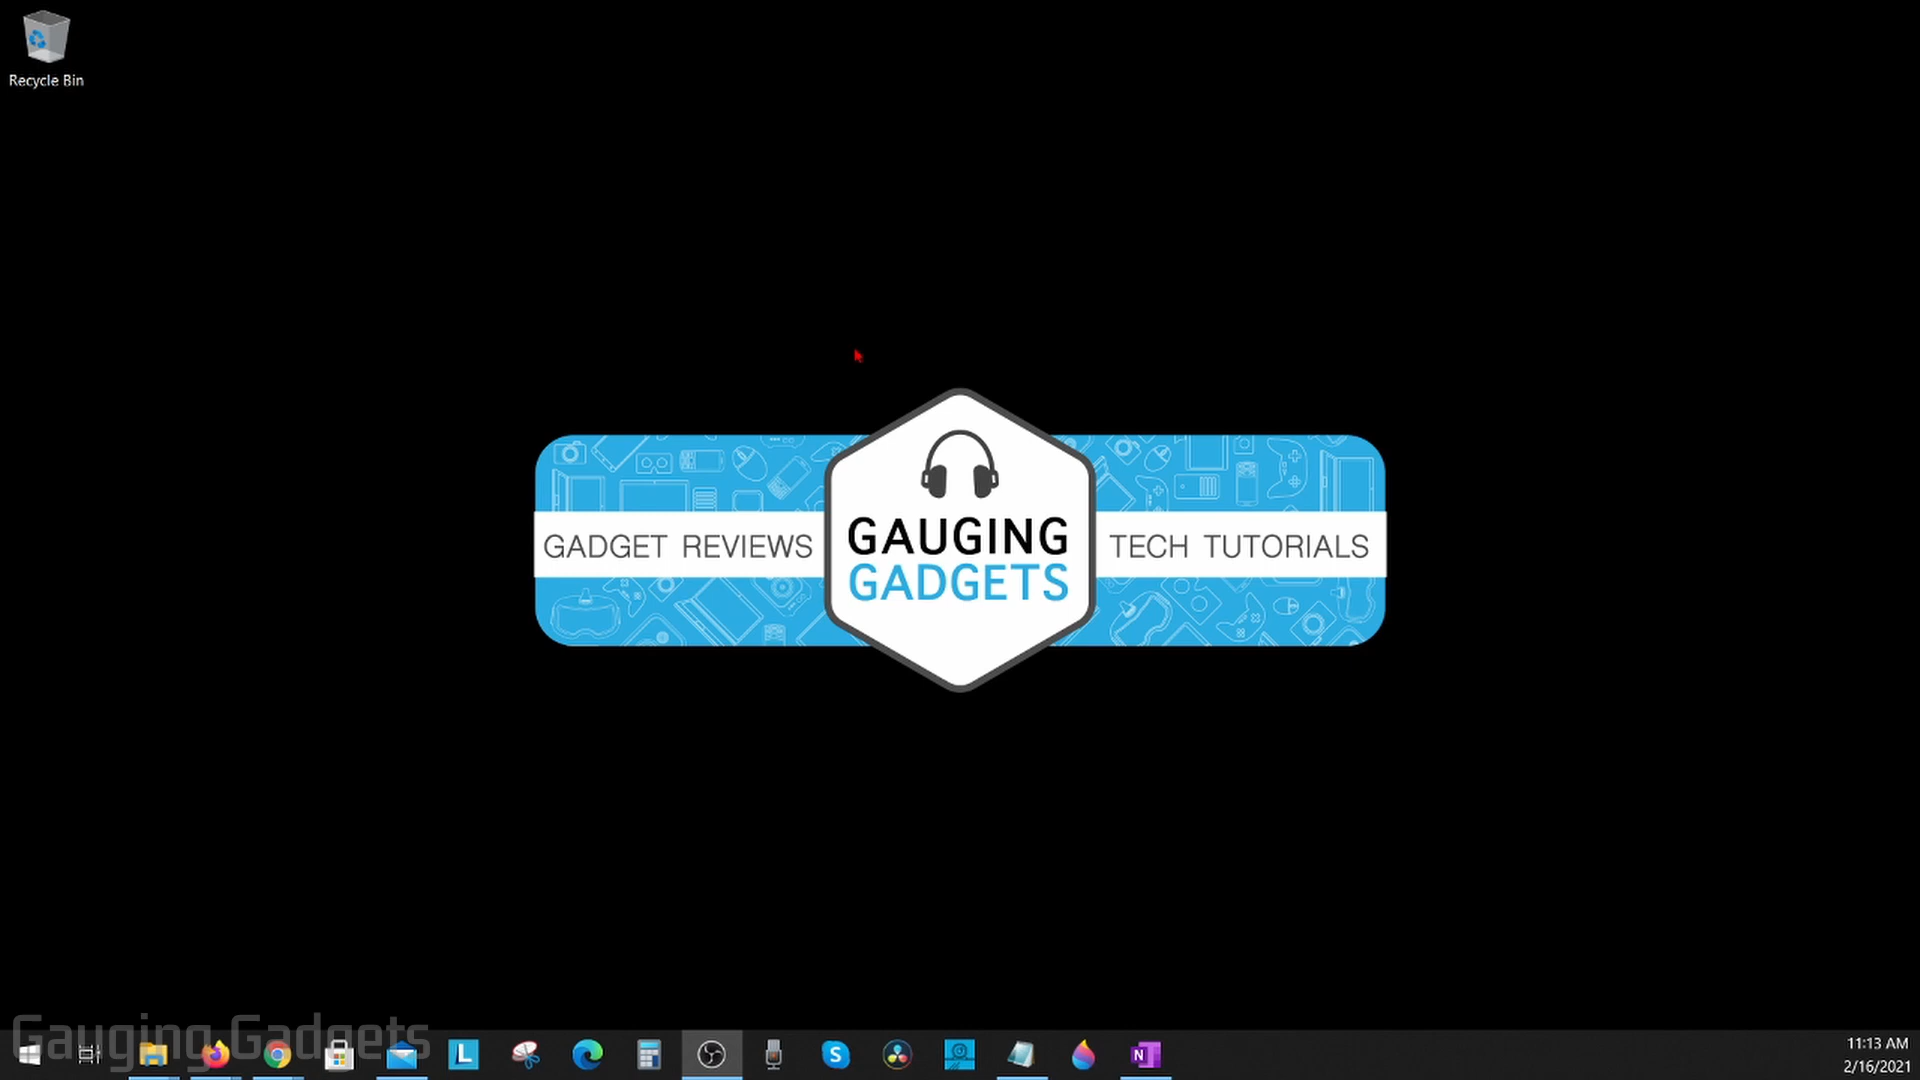 Recycle Bin
GADGET REVIEWS
GAUGING
GADGETS
TECH TUTORIALS
Gauging Gadgets
L
S
N
11:13 AM
2/16/2021